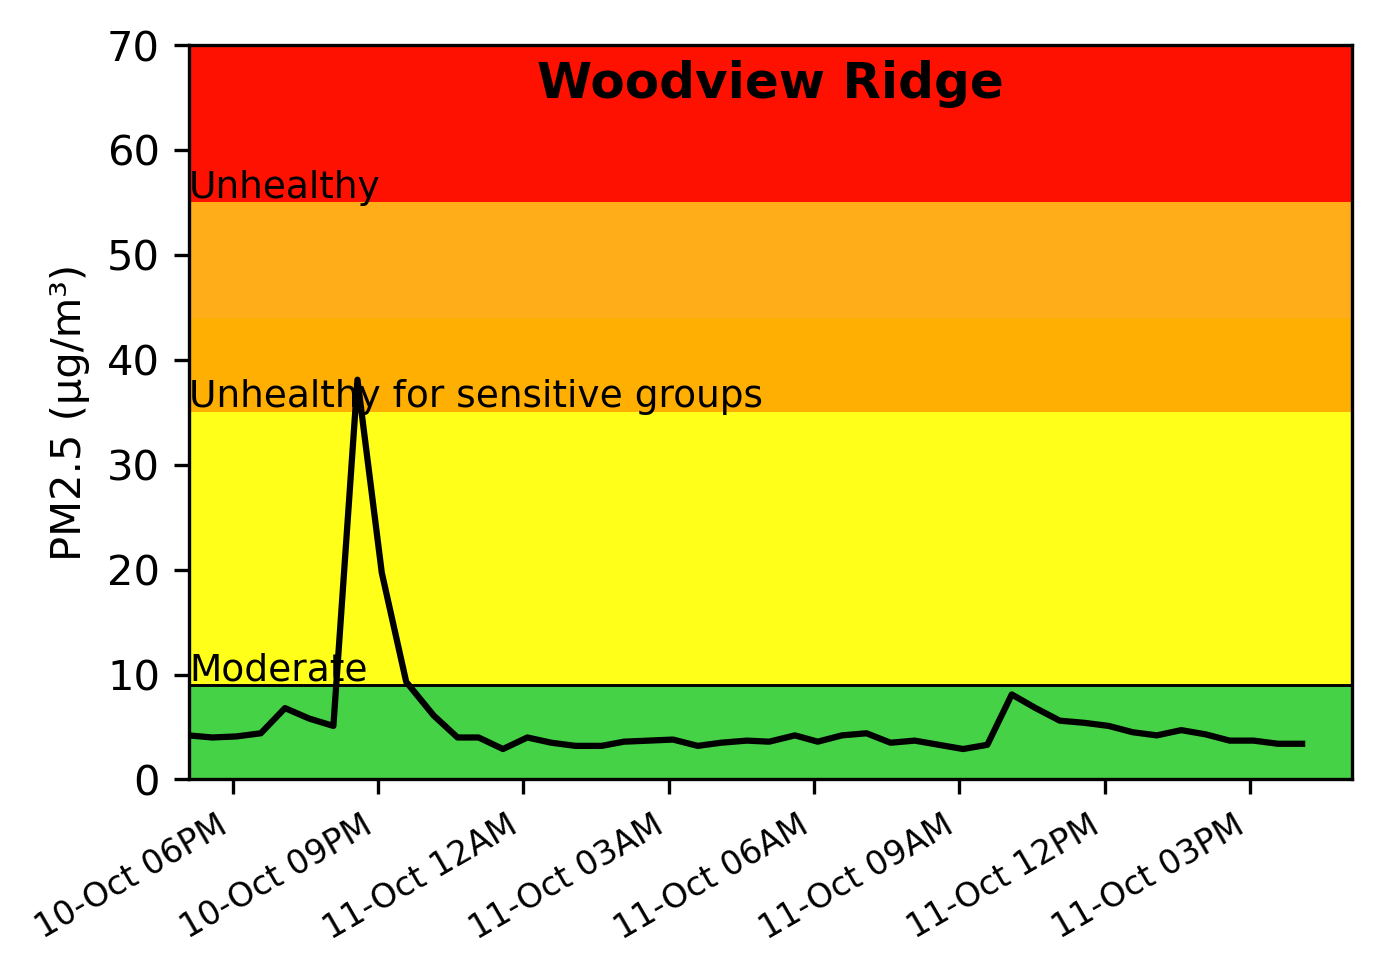 Woodview Ridge
PM2.5 (µg/m³)
70
60
50
40
30
20
10
0
Unhealthy
Unhealthy for sensitive groups
Moderate
10-Oct 06PM
10-Oct 09PM
11-Oct 12AM
11-Oct 03AM
11-Oct 06AM
11-Oct 09AM
11-Oct 12PM
11-Oct 03PM